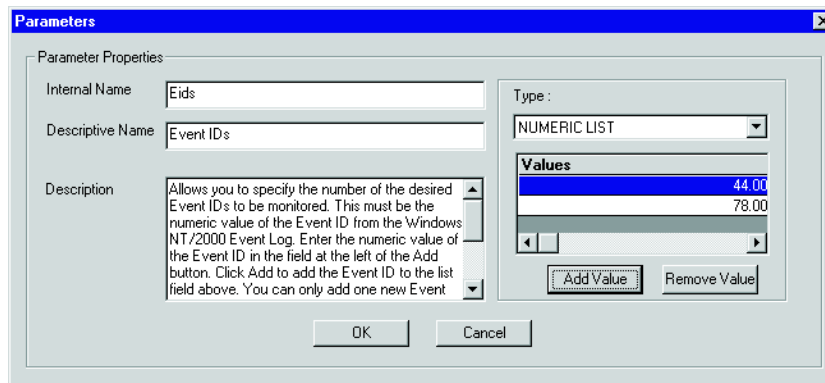 Parameters
Parameter Properties
Internal Name
Eids
Descriptive Name
Event IDs
Description
Allows you to specify the number of the desired
Event IDs to be monitored. This must be the
numeric value of the Event ID from the Windows
NT/2000 Event Log. Enter the numeric value of
the Event ID in the field at the left of the Add
button. Click Add to add the Event ID to the list
field above. You can only add one new Event
Type :
NUMERIC LIST
Values
44.00
78.00
Add Value
Remove Value
OK
Cancel